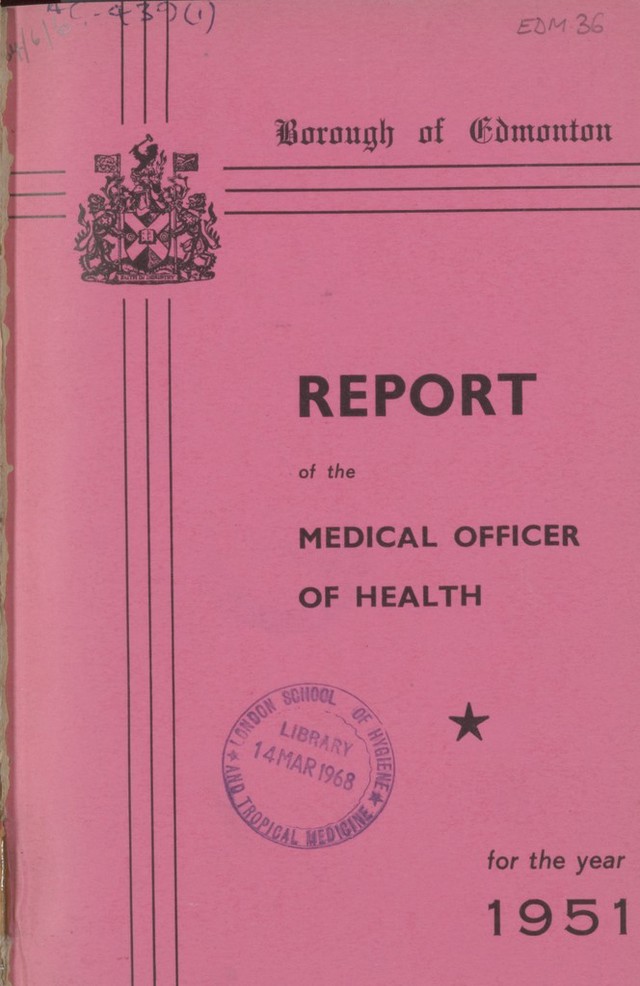 EDM·36
Borough of Edmonton
REPORT
of the
MEDICAL OFFICER
OF HEALTH
LONDON SCHOOL OF HYGIENE
AND TROPICAL MEDICINE
LIBRARY
14 MAR 1968
for the year
1951